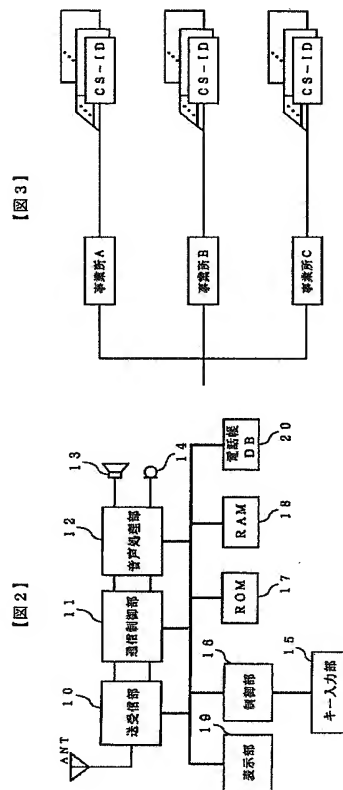 【図2】
ANT
10
送受信部
11
通信制御部
12
音声処理部
13
14
19
表示部
16
制御部
15
キー入力部
17
ROM
18
RAM
20
電話帳
DB
【図3】
事業所A
CS-ID
事業所B
CS-ID
事業所C
CS-ID